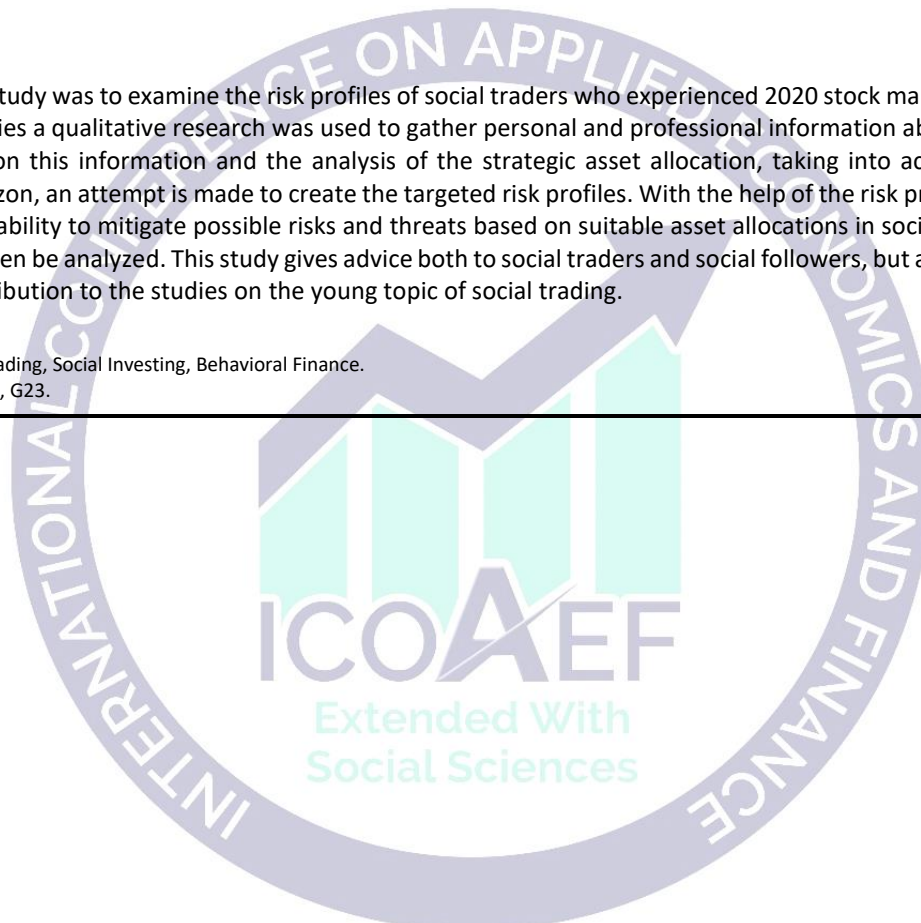 tudy was to examine the risk profiles of social traders who experienced 2020 stock ma
ies a qualitative research was used to gather personal and professional information ab
on this information and the analysis of the strategic asset allocation, taking into ac
zon, an attempt is made to create the targeted risk profiles. With the help of the risk pr
ability to mitigate possible risks and threats based on suitable asset allocations in soci
en be analyzed. This study gives advice both to social traders and social followers, but a
ibution to the studies on the young topic of social trading.
ading, Social Investing, Behavioral Finance.
, G23.
INTERNATIONAL CONFERENCE ON APPLIED ECONOMICS AND FINANCE
ICOAEF
Extended With
Social Sciences